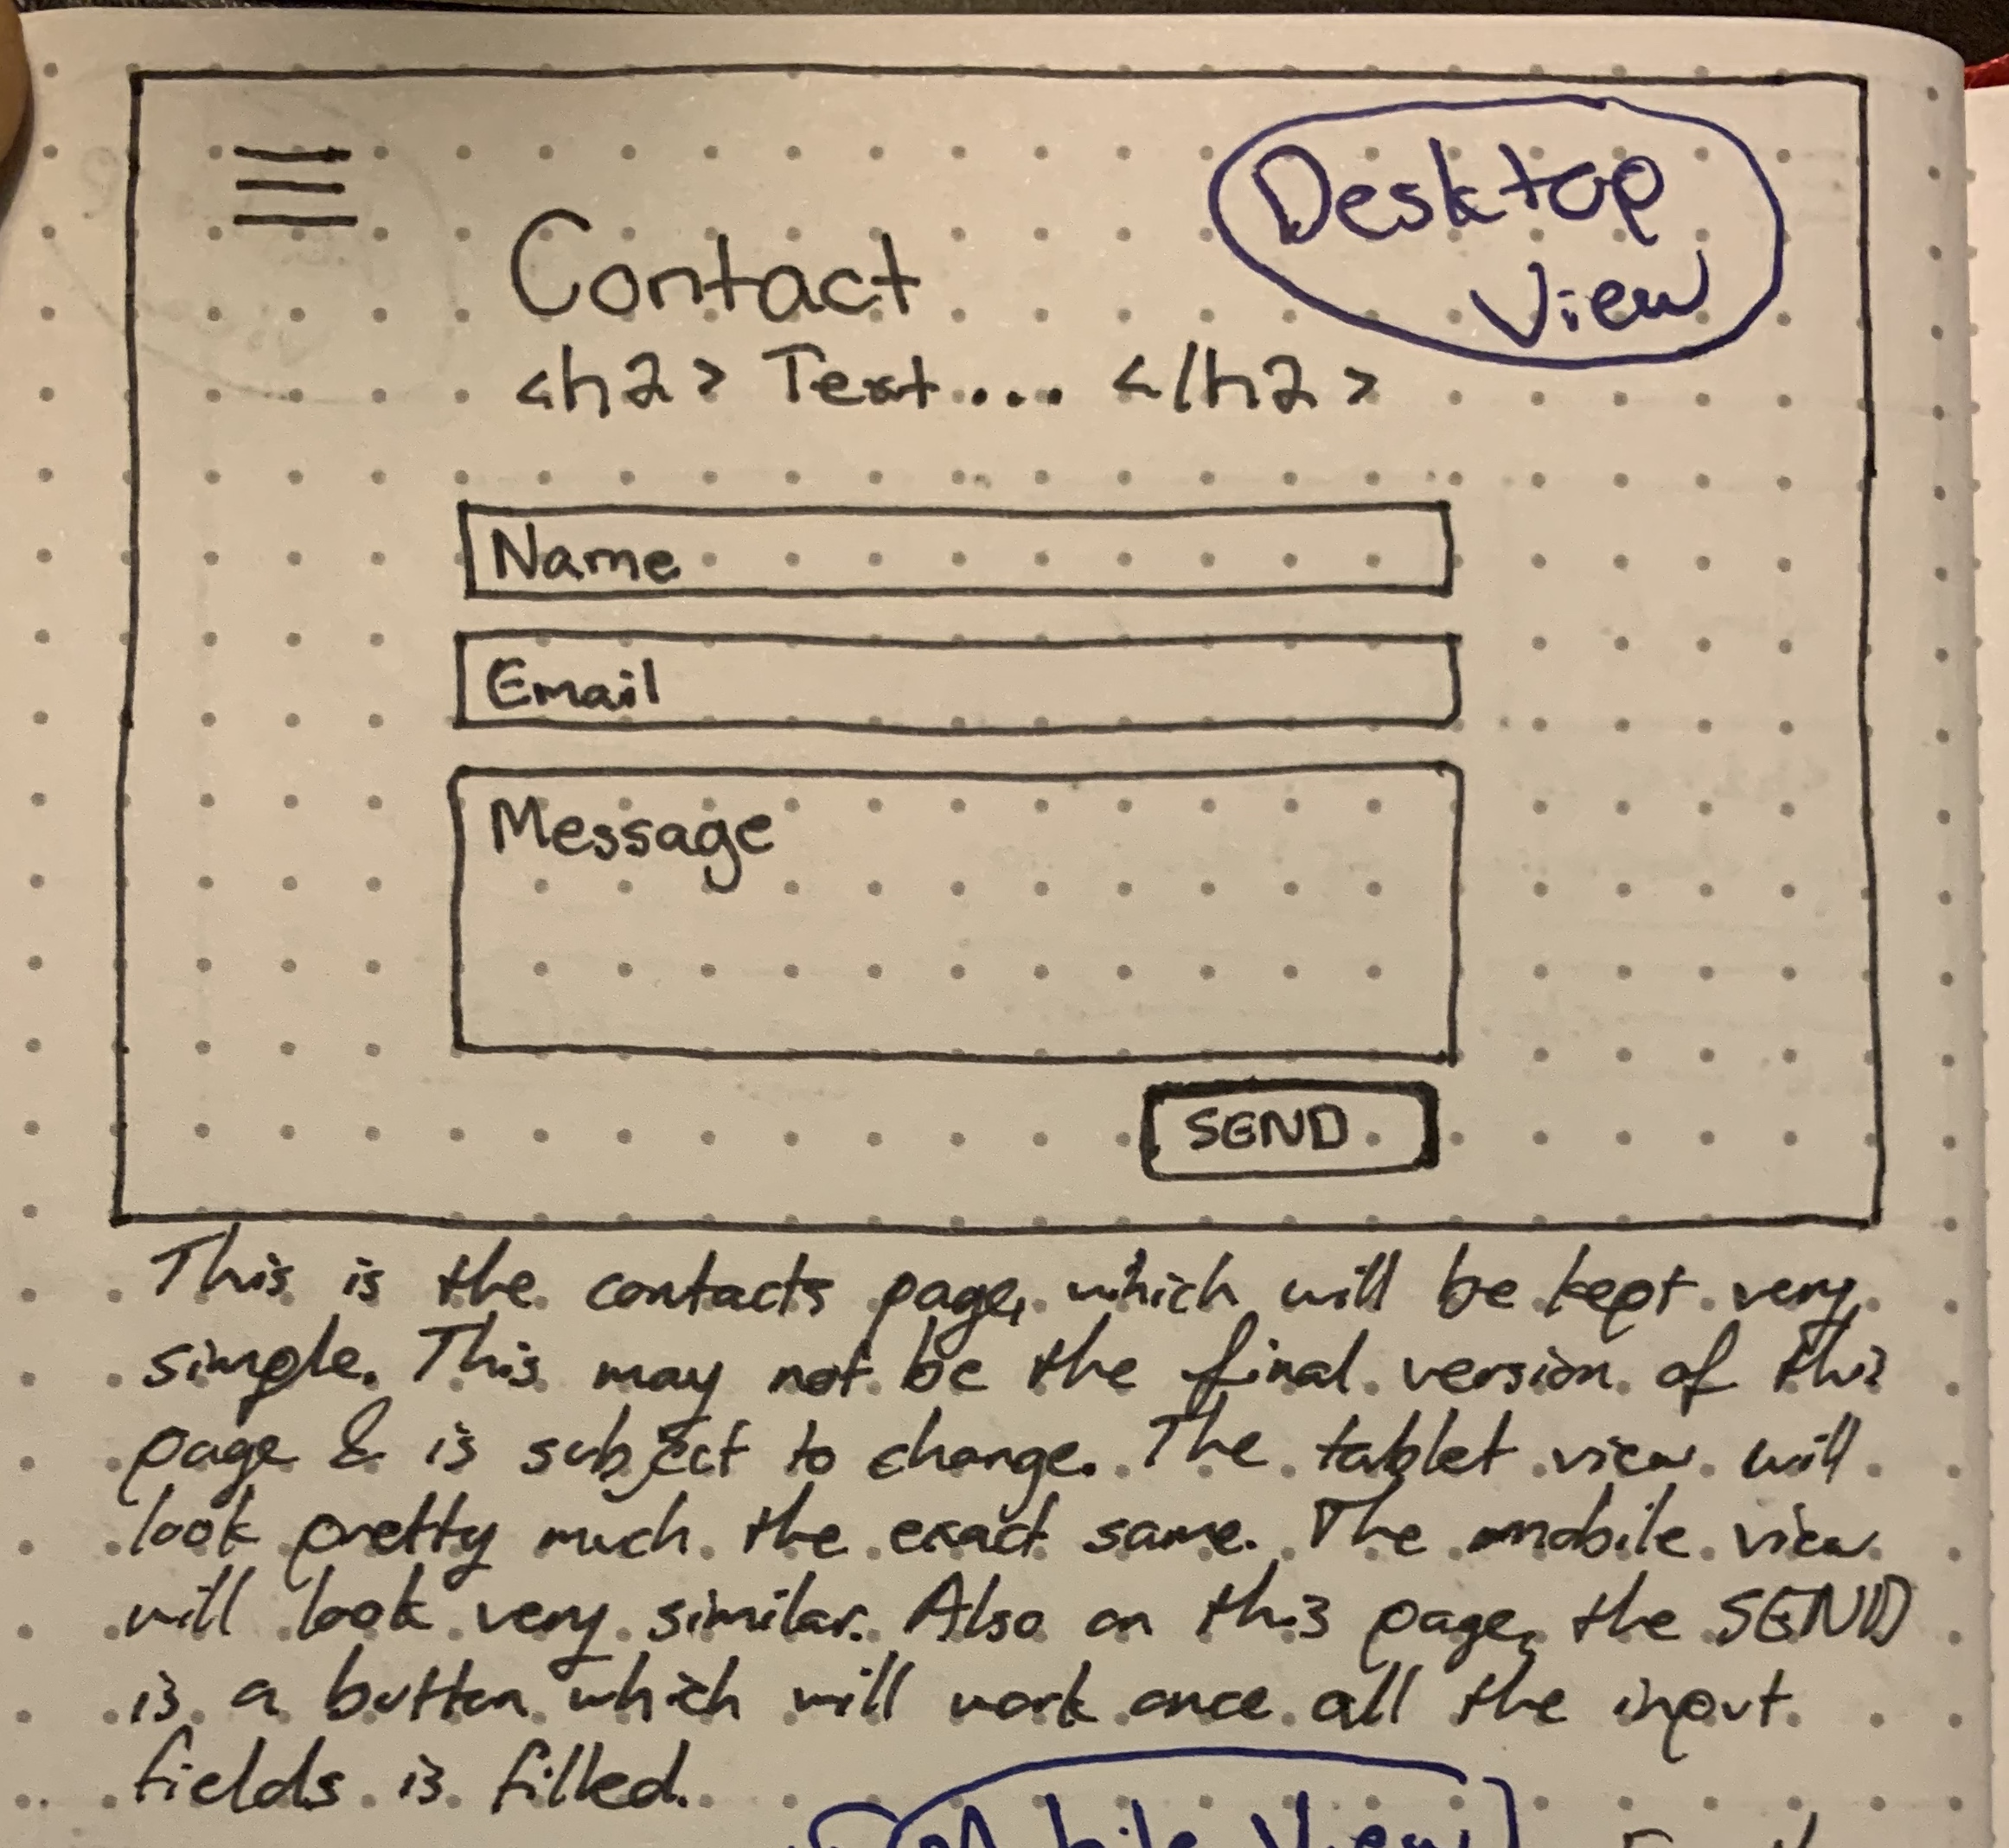 Desktop
View
Contact
<h2> Text.... </h2>
Name
Email
Message
SEND
This is the contacts page, which will be kept very
simple. This may not be the final version of this
page & is subject to change. The tablet view will
look pretty much the exact same. The mobile view
will look very similar. Also on this page, the SEND
is a button which will work once all the input
fields is filled.
Mobile View